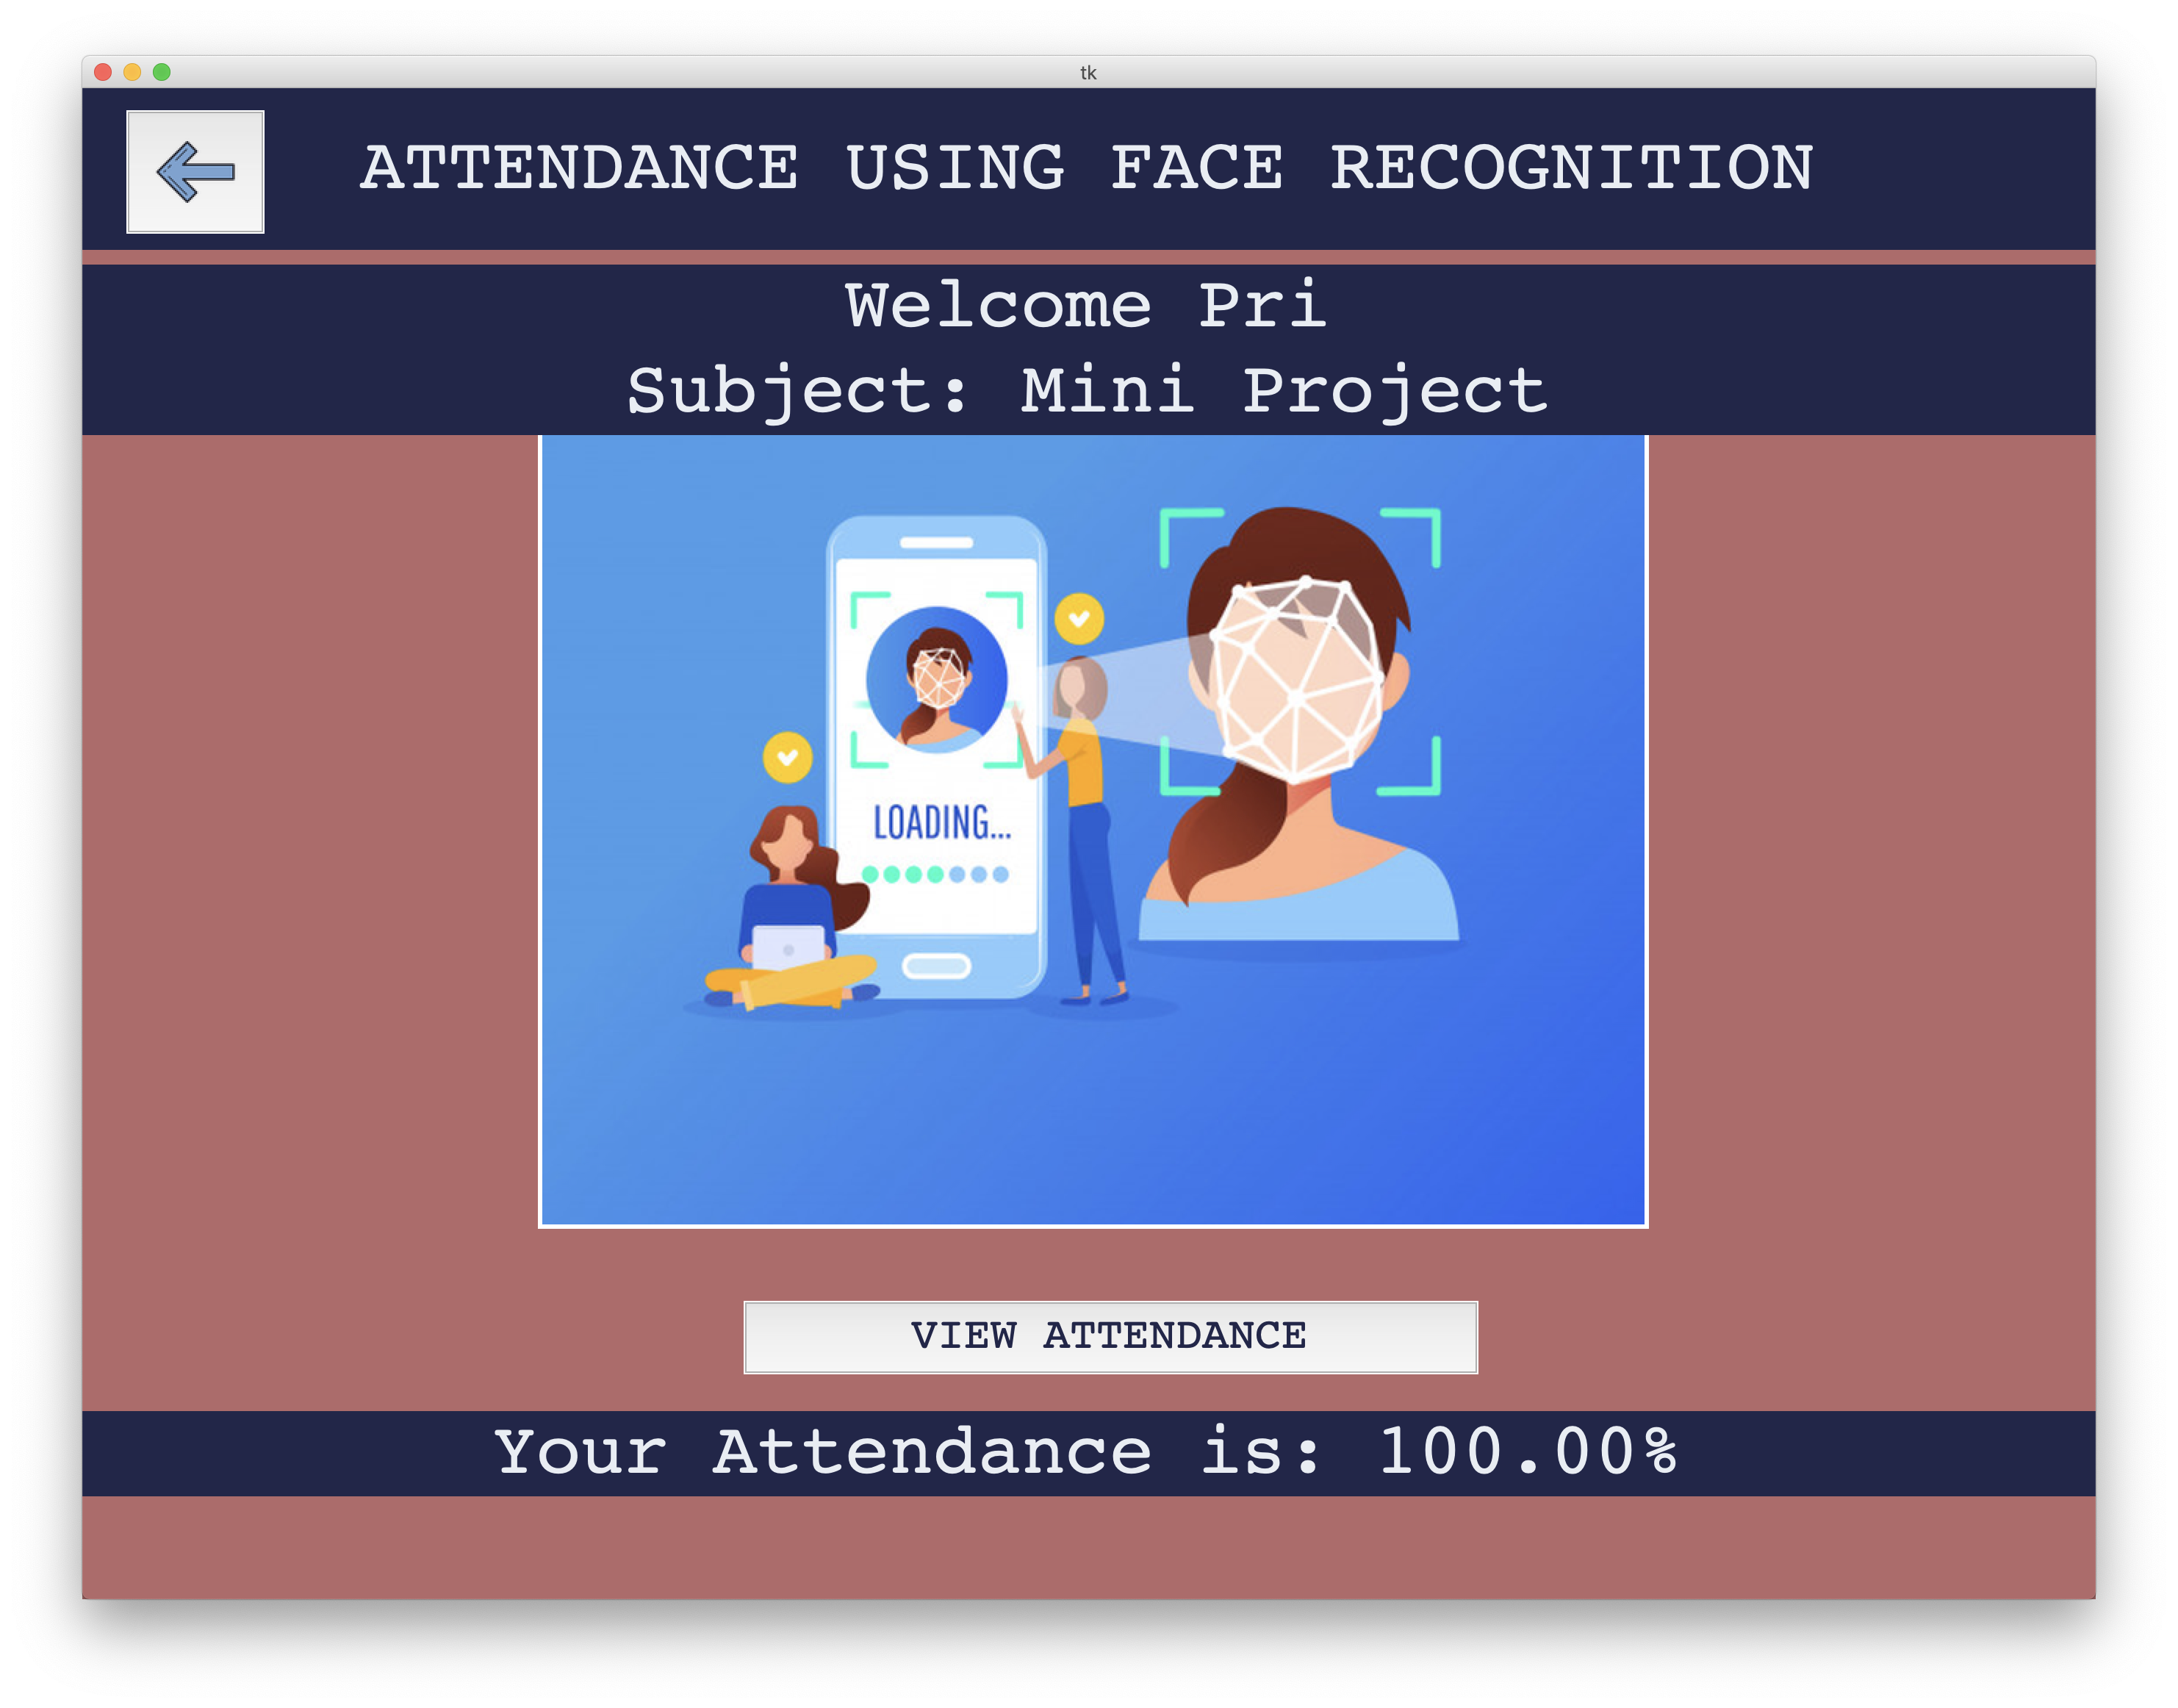 tk
ATTENDANCE USING FACE RECOGNITION
Welcome Pri
Subject: Mini Project
LOADING...
VIEW ATTENDANCE
Your Attendance is: 100.00%